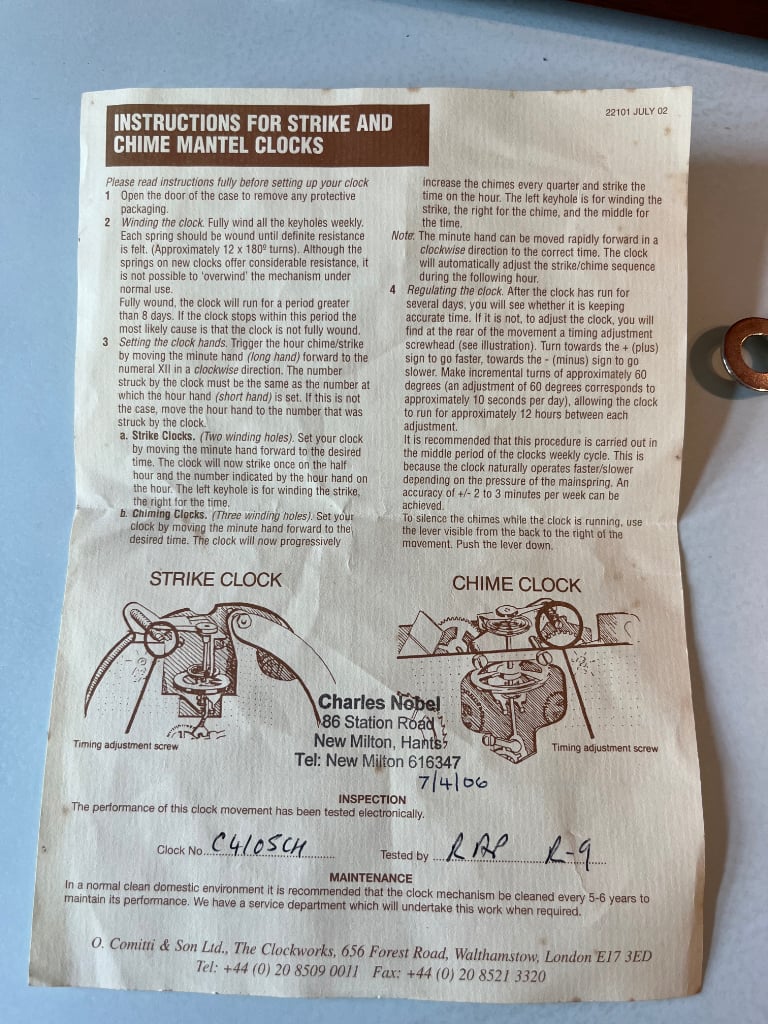 22101 JULY 02
INSTRUCTIONS FOR STRIKE AND
CHIME MANTEL CLOCKS
Please read instructions fully before setting up your clock
1 Open the door of the case to remove any protective
packaging.
2 Winding the clock. Fully wind all the keyholes weekly.
Each spring should be wound until definite resistance
is felt. (Approximately 12 x 180º turns). Although the
springs on new clocks offer considerable resistance, it
is not possible to 'overwind' the mechanism under
normal use.
Fully wound, the clock will run for a period greater
than 8 days. If the clock stops within this period the
most likely cause is that the clock is not fully wound.
3 Setting the clock hands. Trigger the hour chime/strike
by moving the minute hand (long hand) forward to the
numeral XII in a clockwise direction. The number
struck by the clock must be the same as the number at
which the hour hand (short hand) is set. If this is not
the case, move the hour hand to the number that was
struck by the clock.
a. Strike Clocks. (Two winding holes). Set your clock
by moving the minute hand forward to the desired
time. The clock will now strike once on the half
hour and the number indicated by the hour hand on
the hour. The left keyhole is for winding the strike,
the right for the time.
b. Chiming Clocks. (Three winding holes). Set your
clock by moving the minute hand forward to the
desired time. The clock will now progressively
increase the chimes every quarter and strike the
time on the hour. The left keyhole is for winding the
strike, the right for the chime, and the middle for
the time.
Note: The minute hand can be moved rapidly forward in a
clockwise direction to the correct time. The clock
will automatically adjust the strike/chime sequence
during the following hour.
4 Regulating the clock. After the clock has run for
several days, you will see whether it is keeping
accurate time. If it is not, to adjust the clock, you will
find at the rear of the movement a timing adjustment
screwhead (see illustration). Turn towards the + (plus)
sign to go faster, towards the - (minus) sign to go
slower. Make incremental turns of approximately 60
degrees (an adjustment of 60 degrees corresponds to
approximately 10 seconds per day), allowing the clock
to run for approximately 12 hours between each
adjustment.
It is recommended that this procedure is carried out in
the middle period of the clocks weekly cycle. This is
because the clock naturally operates faster/slower
depending on the pressure of the mainspring. An
accuracy of +/- 2 to 3 minutes per week can be
achieved.
To silence the chimes while the clock is running, use
the lever visible from the back to the right of the
movement. Push the lever down.
STRIKE CLOCK
CHIME CLOCK
Timing adjustment screw
Timing adjustment screw
Charles Nobel
86 Station Road
New Milton, Hants
Tel: New Milton 616347
7/4/06
INSPECTION
The performance of this clock movement has been tested electronically.
Clock No. C4105CH
Tested by R-9
MAINTENANCE
In a normal clean domestic environment it is recommended that the clock mechanism be cleaned every 5-6 years to
maintain its performance. We have a service department which will undertake this work when required.
O. Comitti & Son Ltd., The Clockworks, 656 Forest Road, Walthamstow, London E17 3ED
Tel: +44 (0) 20 8509 0011 Fax: +44 (0) 20 8521 3320